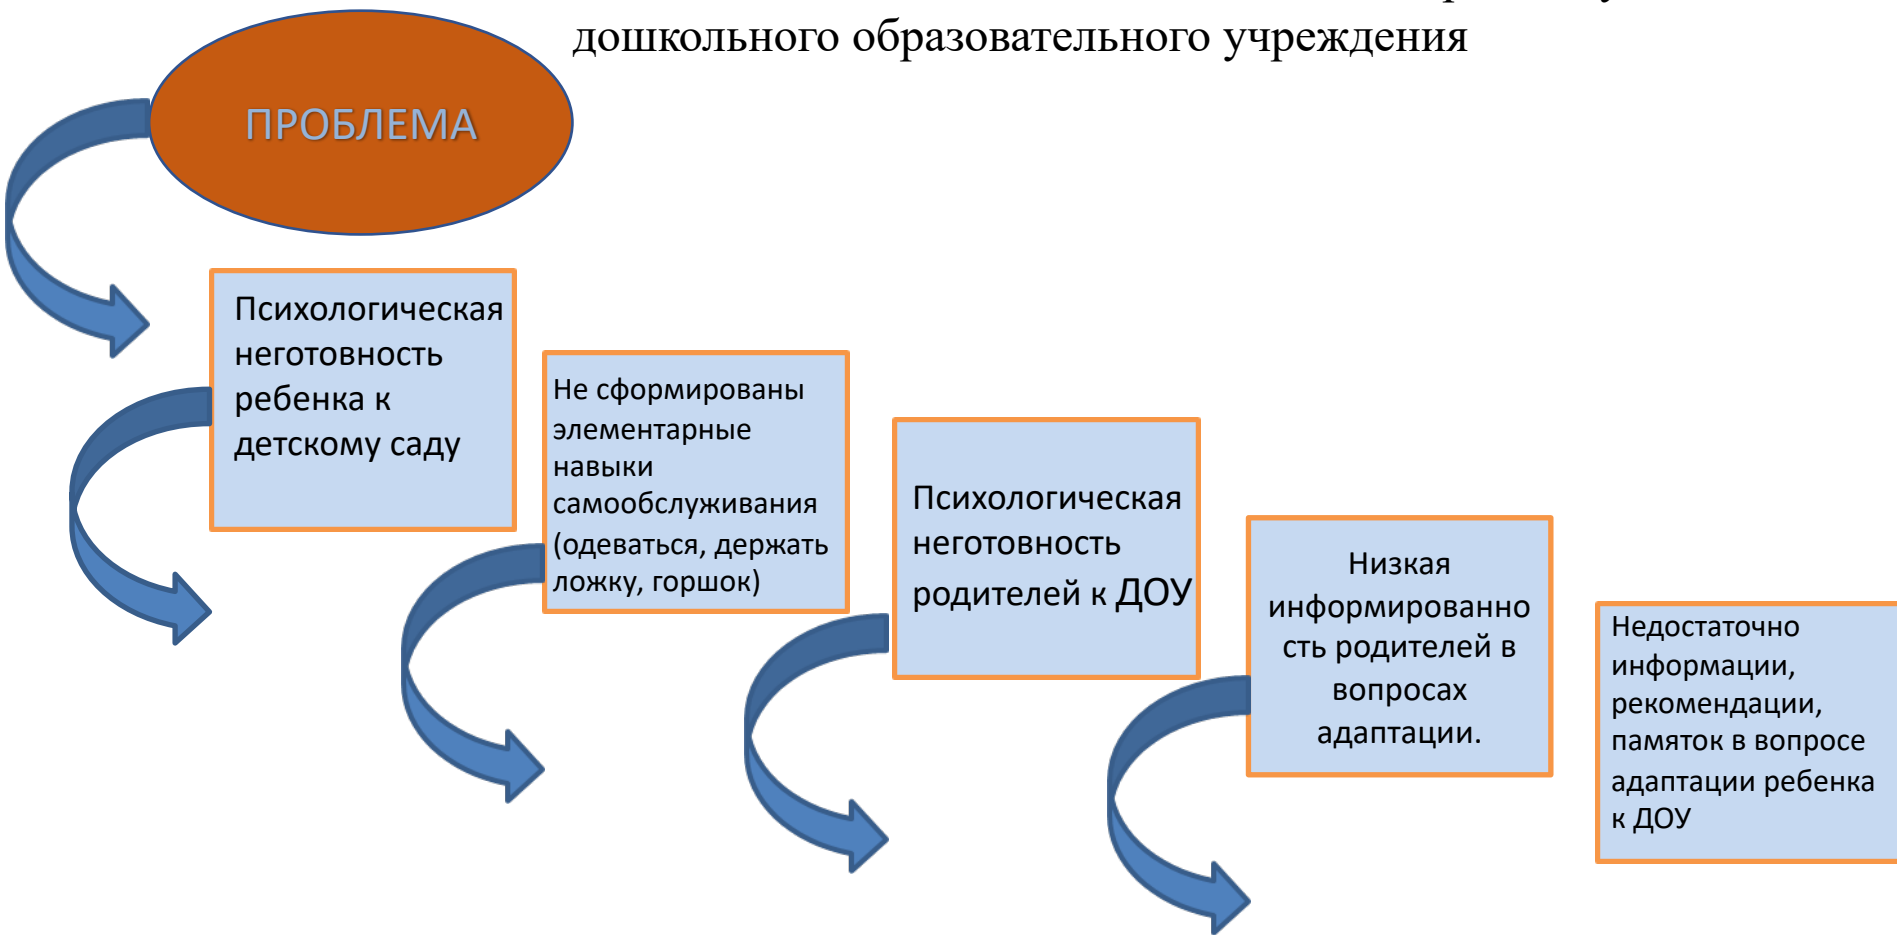 дошкольного образовательного учреждения
ПРОБЛЕМА
Психологическая
неготовность
ребенка к
детскому саду
Не сформированы
элементарные
навыки
самообслуживания
(одеваться, держать
ложку, горшок)
Психологическая
неготовность
родителей к ДОУ
Низкая
информированно
сть родителей в
вопросах
адаптации.
Недостаточно
информации,
рекомендации,
памяток в вопросе
адаптации ребенка
к ДОУ